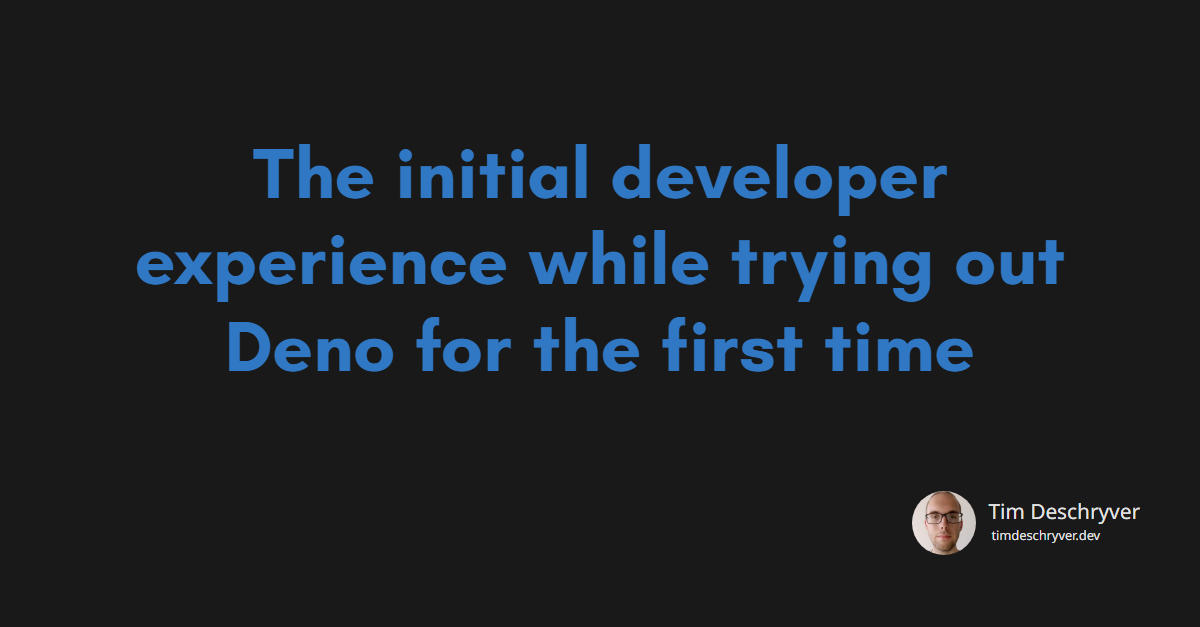 The initial developer
experience while trying out
Deno for the first time
Tim Deschryver
timdeschryver.dev